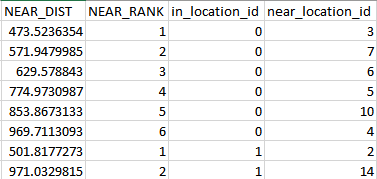 NEAR_DIST NEAR_RANK in_location_id near_location_id
473.5236354 1 0 3
571.9479985 2 0 7
629.578843 3 0 6
774.9730987 4 0 5
853.8673133 5 0 10
969.7113093 6 0 4
501.8177273 1 1 2
971.0329815 2 1 14